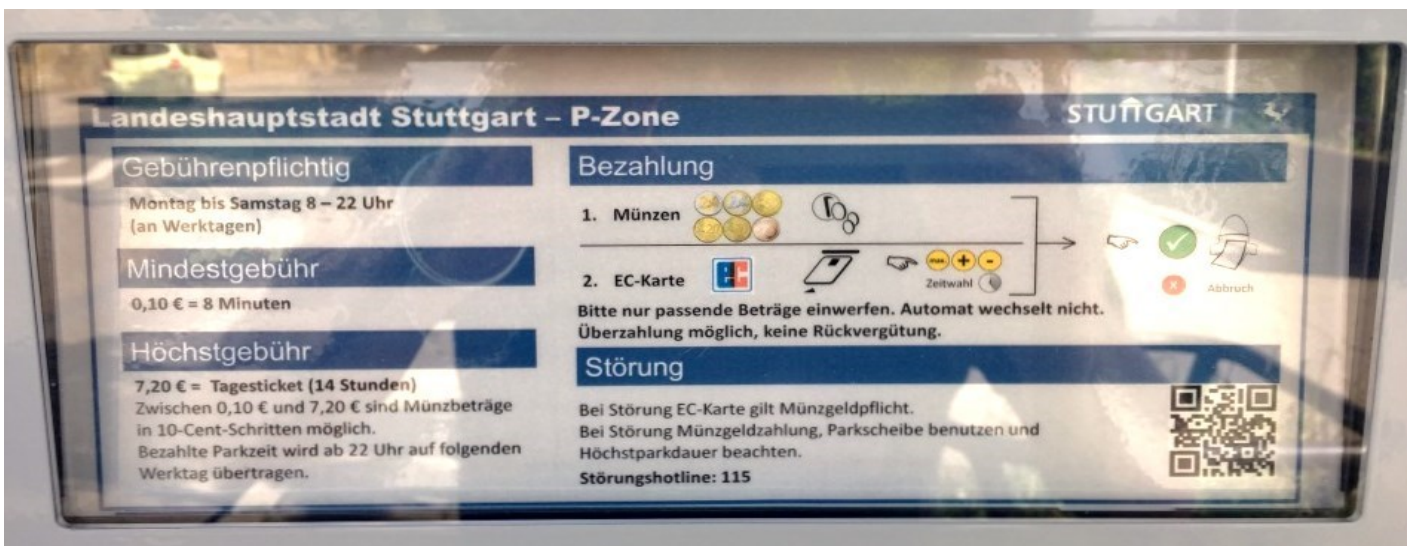 Landeshauptstadt Stuttgart – P-Zone
STUTTGART
Gebührenpflichtig
Montag bis Samstag 8 – 22 Uhr
(an Werktagen)
Mindestgebühr
0,10 € = 8 Minuten
Höchstgebühr
7,20 € = Tagesticket (14 Stunden)
Zwischen 0,10 € und 7,20 € sind Münzbeträge
in 10-Cent-Schritten möglich.
Bezahlte Parkzeit wird ab 22 Uhr auf folgenden
Werktag übertragen.
Bezahlung
1. Münzen
2. EC-Karte
ec
max. + -
Zeitwahl
x Abbruch
Bitte nur passende Beträge einwerfen. Automat wechselt nicht.
Überzahlung möglich, keine Rückvergütung.
Störung
Bei Störung EC-Karte gilt Münzgeldpflicht.
Bei Störung Münzgeldzahlung, Parkscheibe benutzen und
Höchstparkdauer beachten.
Störungshotline: 115